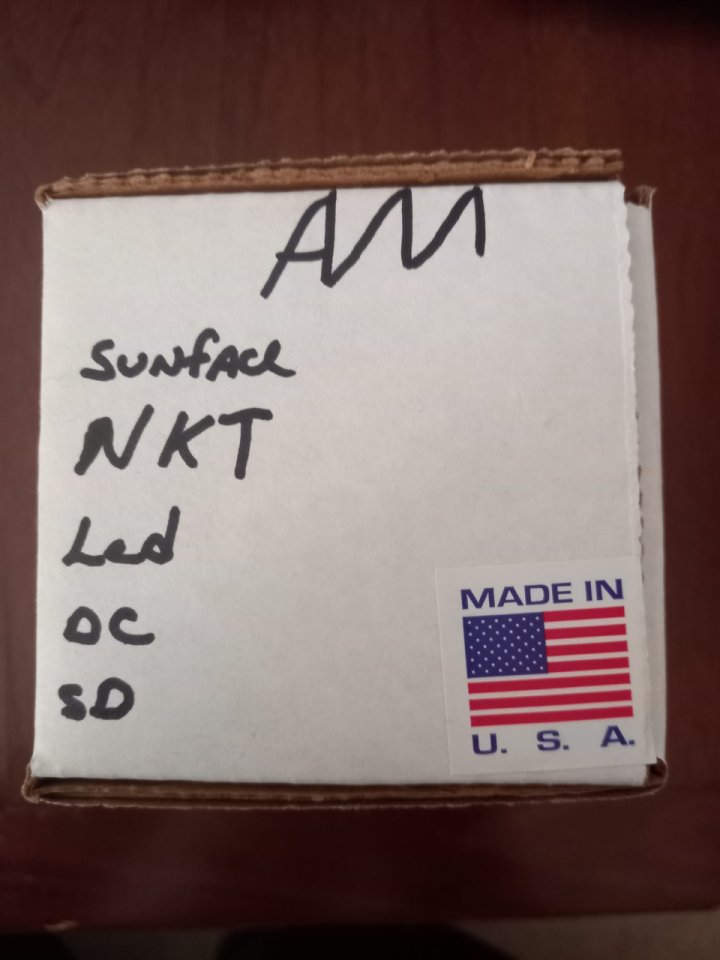 AM
SUNfACE
NKT
Led
DC
SD
MADE IN
U. S. A.